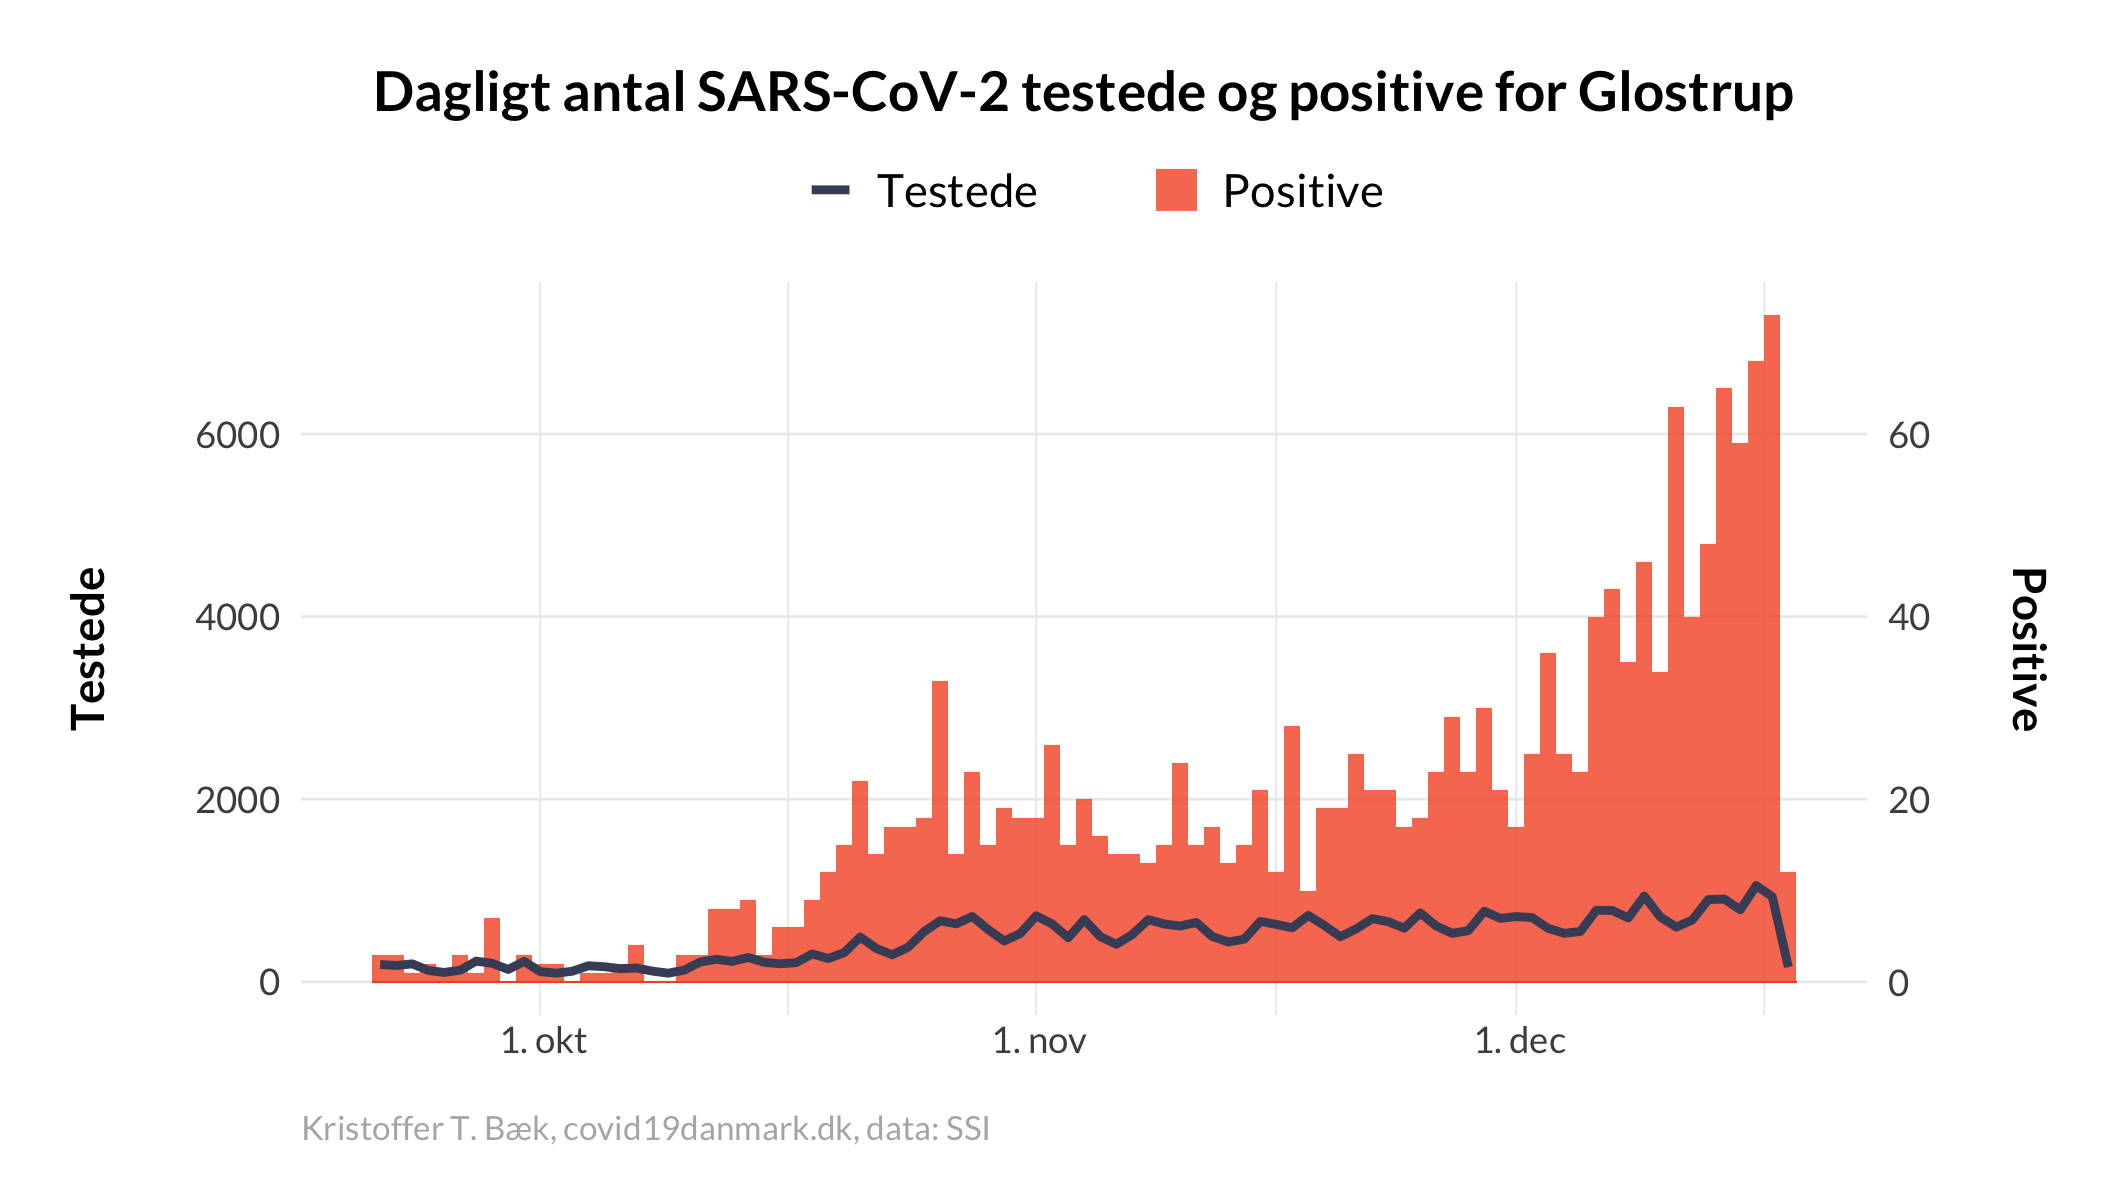 Dagligt antal SARS-CoV-2 testede og positive for Glostrup
Testede
Positive
Testede
6000
4000
2000
0
60
40
20
0
Positive
1. okt
1. nov
1. dec
Kristoffer T. Bæk, covid19danmark.dk, data: SSI